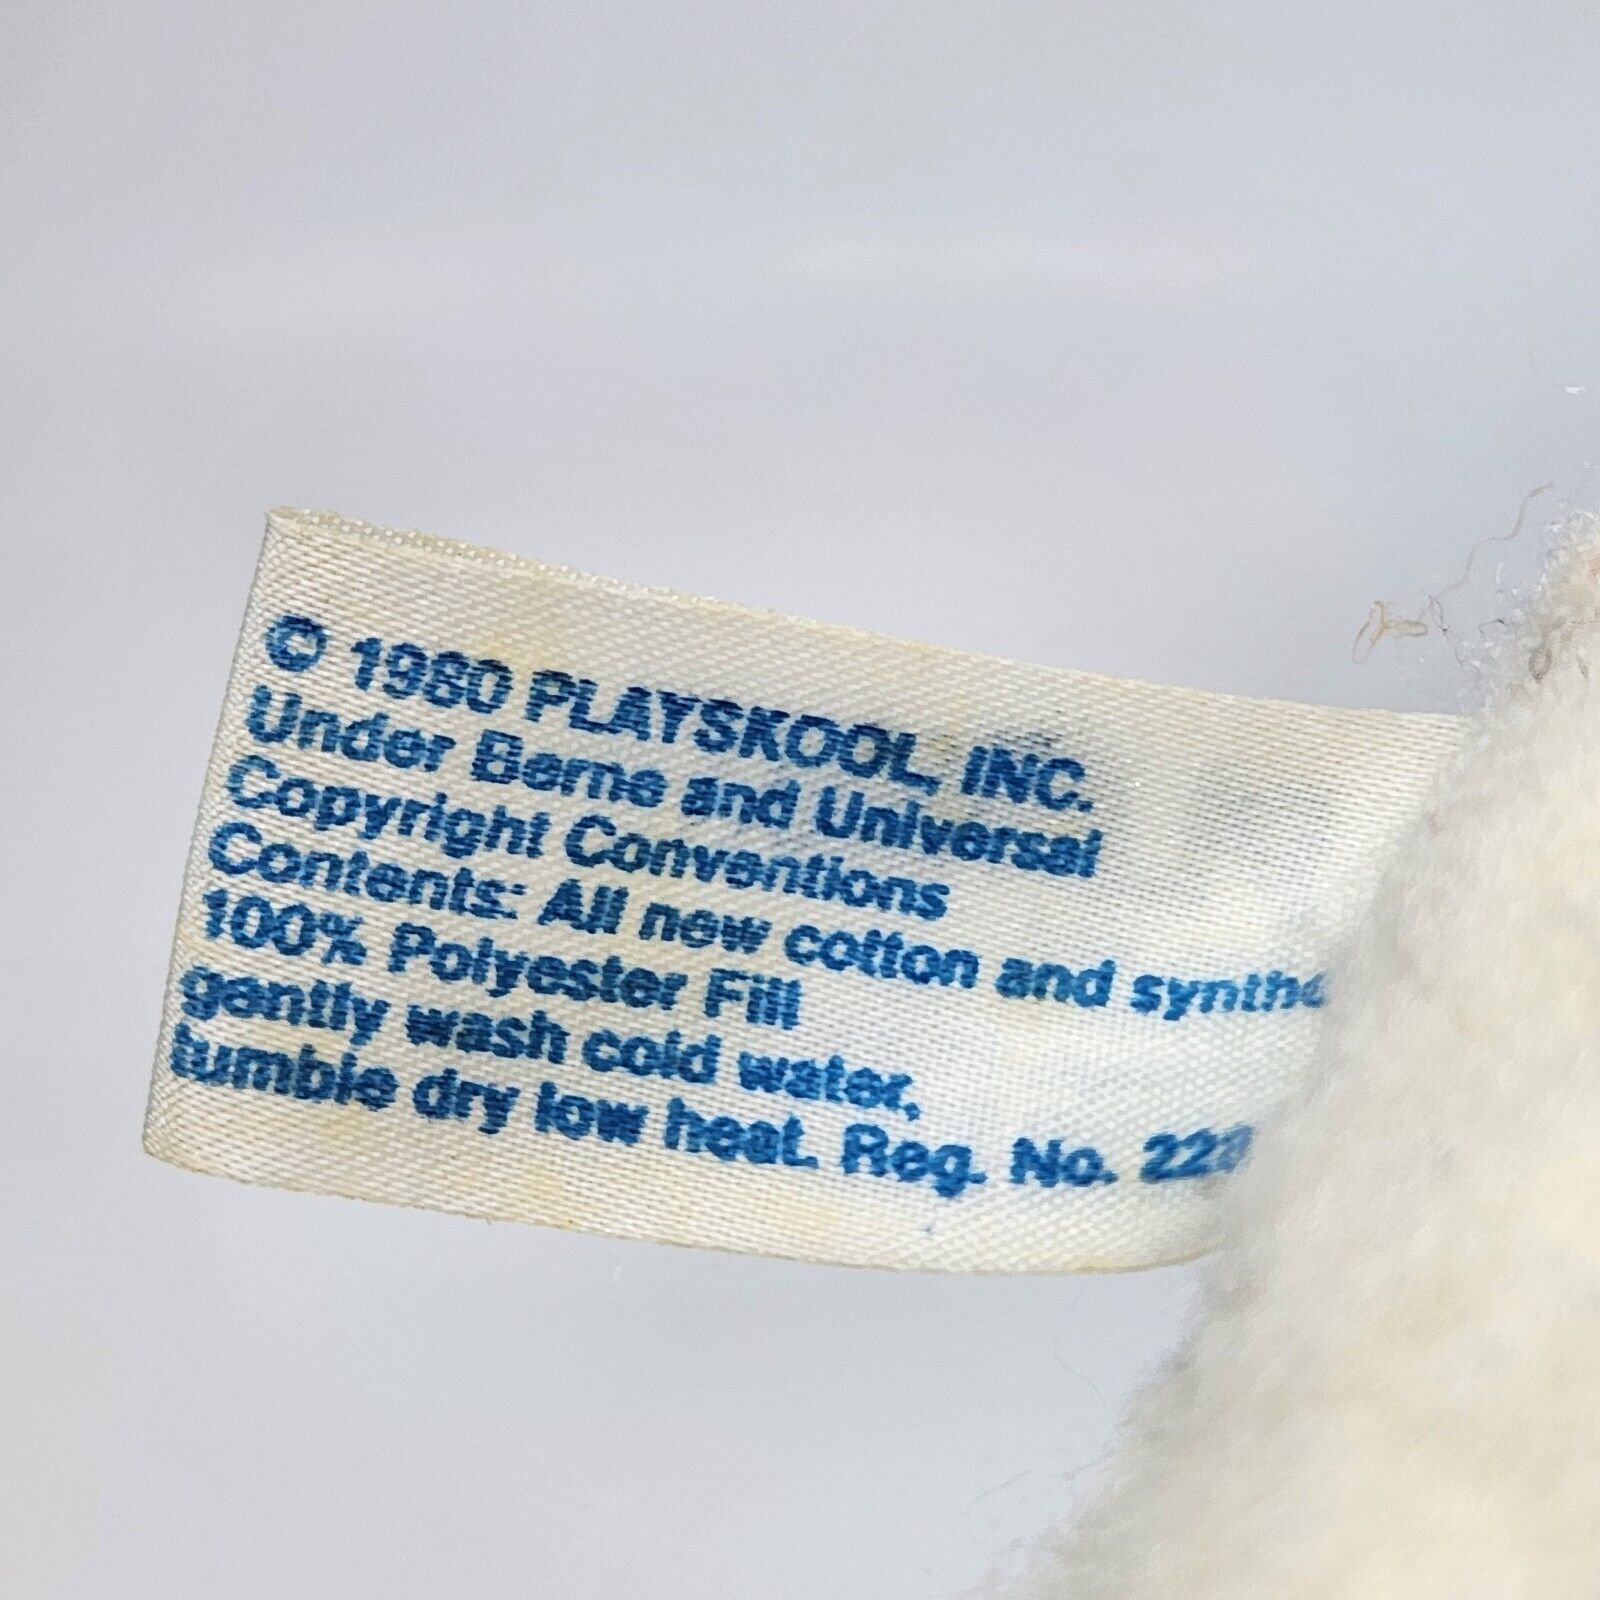 © 1980 PLAYSKOOL, INC.
Under Berne and Universal
Copyright Conventions
Contents: All new cotton and synthe
100% Polyester Fill
gently wash cold water,
tumble dry low heat. Reg. No.